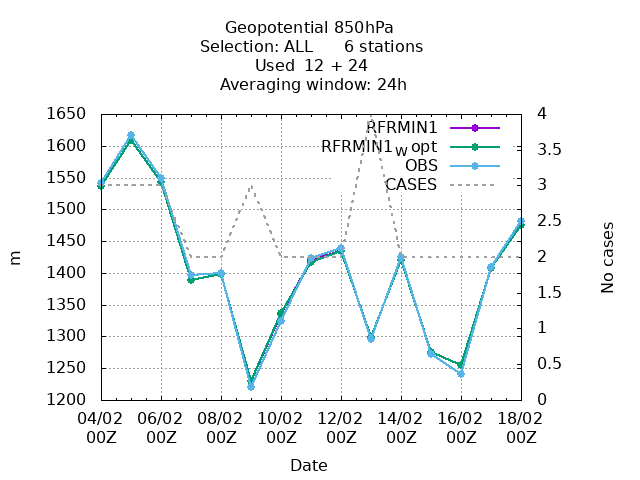 Geopotential 850hPa
Selection: ALL 6 stations
Used 12 + 24
Averaging window: 24h
1650 4
RFRMIN1
1600 3.5
RFRMIN1w opt
OBS
1550 3
CASES
1500 2.5
1450 2
1400 1.5
1350 1
1300 0.5
1250
1200 0
m
No cases
04/02 06/02 08/02 10/02 12/02 14/02 16/02 18/02
00Z 00Z 00Z 00Z 00Z 00Z 00Z 00Z
Date